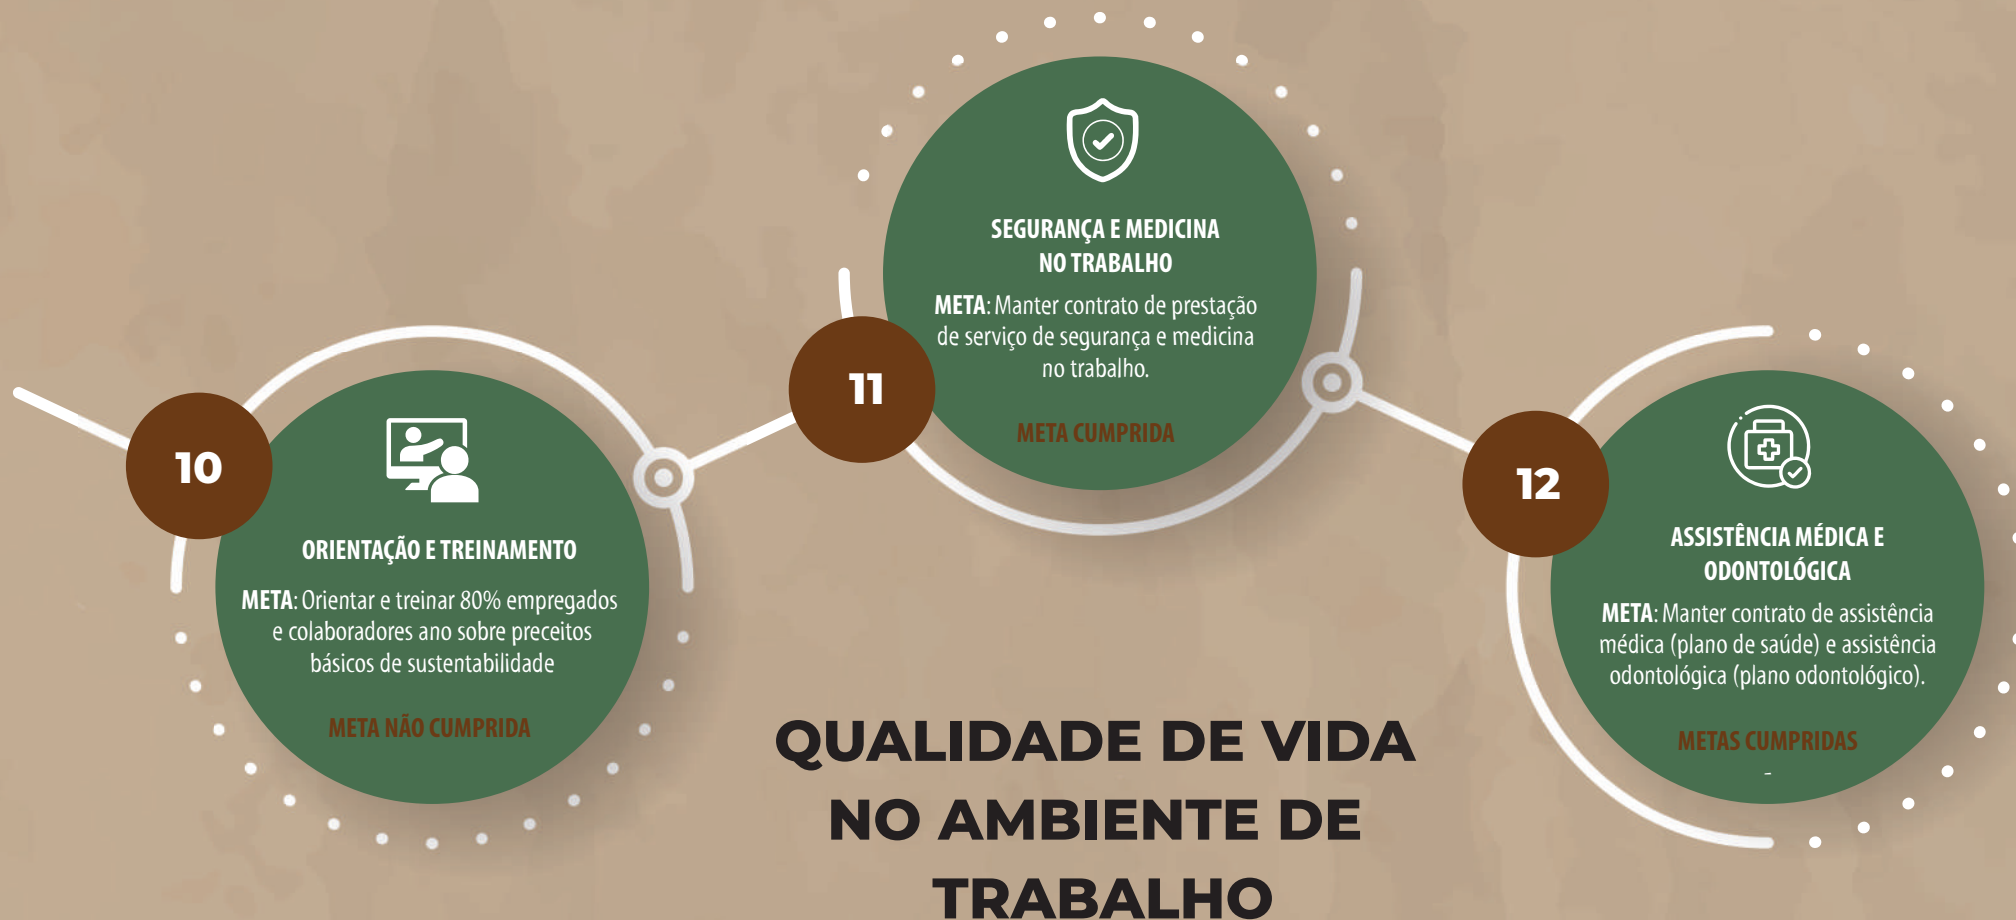 10
ORIENTAÇÃO E TREINAMENTO
META: Orientar e treinar 80% empregados
e colaboradores ano sobre preceitos
básicos de sustentabilidade
META NÃO CUMPRIDA
11
SEGURANÇA E MEDICINA
NO TRABALHO
META: Manter contrato de prestação
de serviço de segurança e medicina
no trabalho.
META CUMPRIDA
12
ASSISTÊNCIA MÉDICA E
ODONTOLÓGICA
META: Manter contrato de assistência
médica (plano de saúde) e assistência
odontológica (plano odontológico).
METAS CUMPRIDAS
-
QUALIDADE DE VIDA
NO AMBIENTE DE
TRABALHO